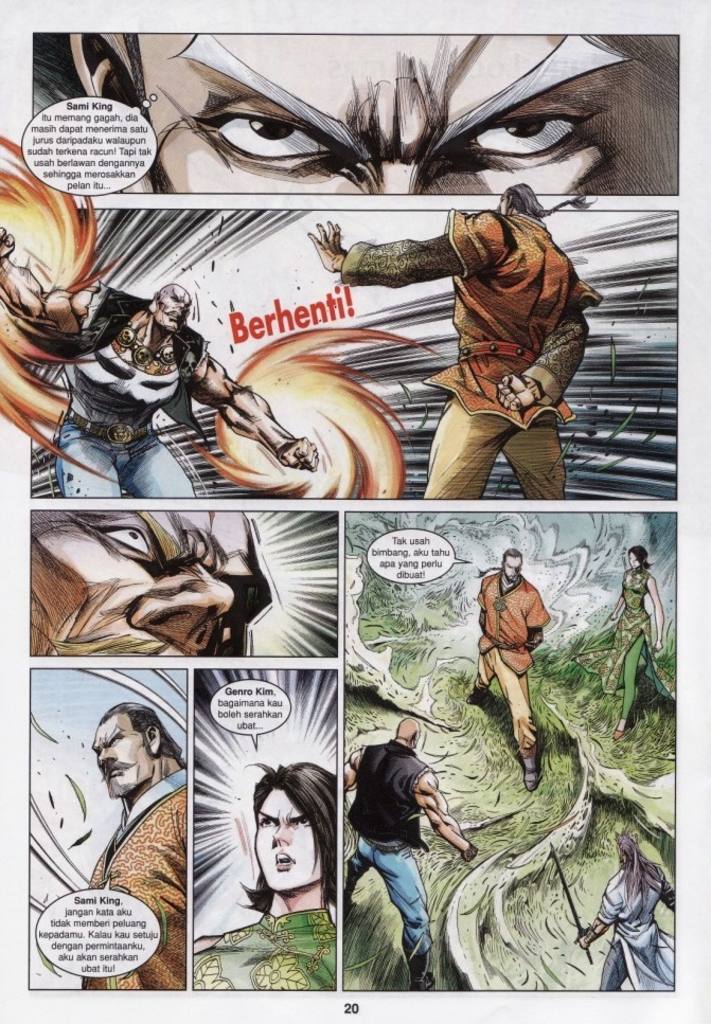 Sami King
itu memang gagah, dia
masih dapat menerima satu
jurus daripadaku walaupun
sudah terkena racun! Tapi tak
usah berlawan dengannya
sehingga merosakkan
pelan itu...
Berhenti!
Tak usah
bimbang, aku tahu
apa yang perlu
dibuat!
Sami King,
jangan kata aku
tidak memberi peluang
kepadamu. Kalau kau setuju
dengan permintaanku,
aku akan serahkan
ubat itu!
Genro Kim,
bagaimana kau
boleh serahkan
ubat...
20